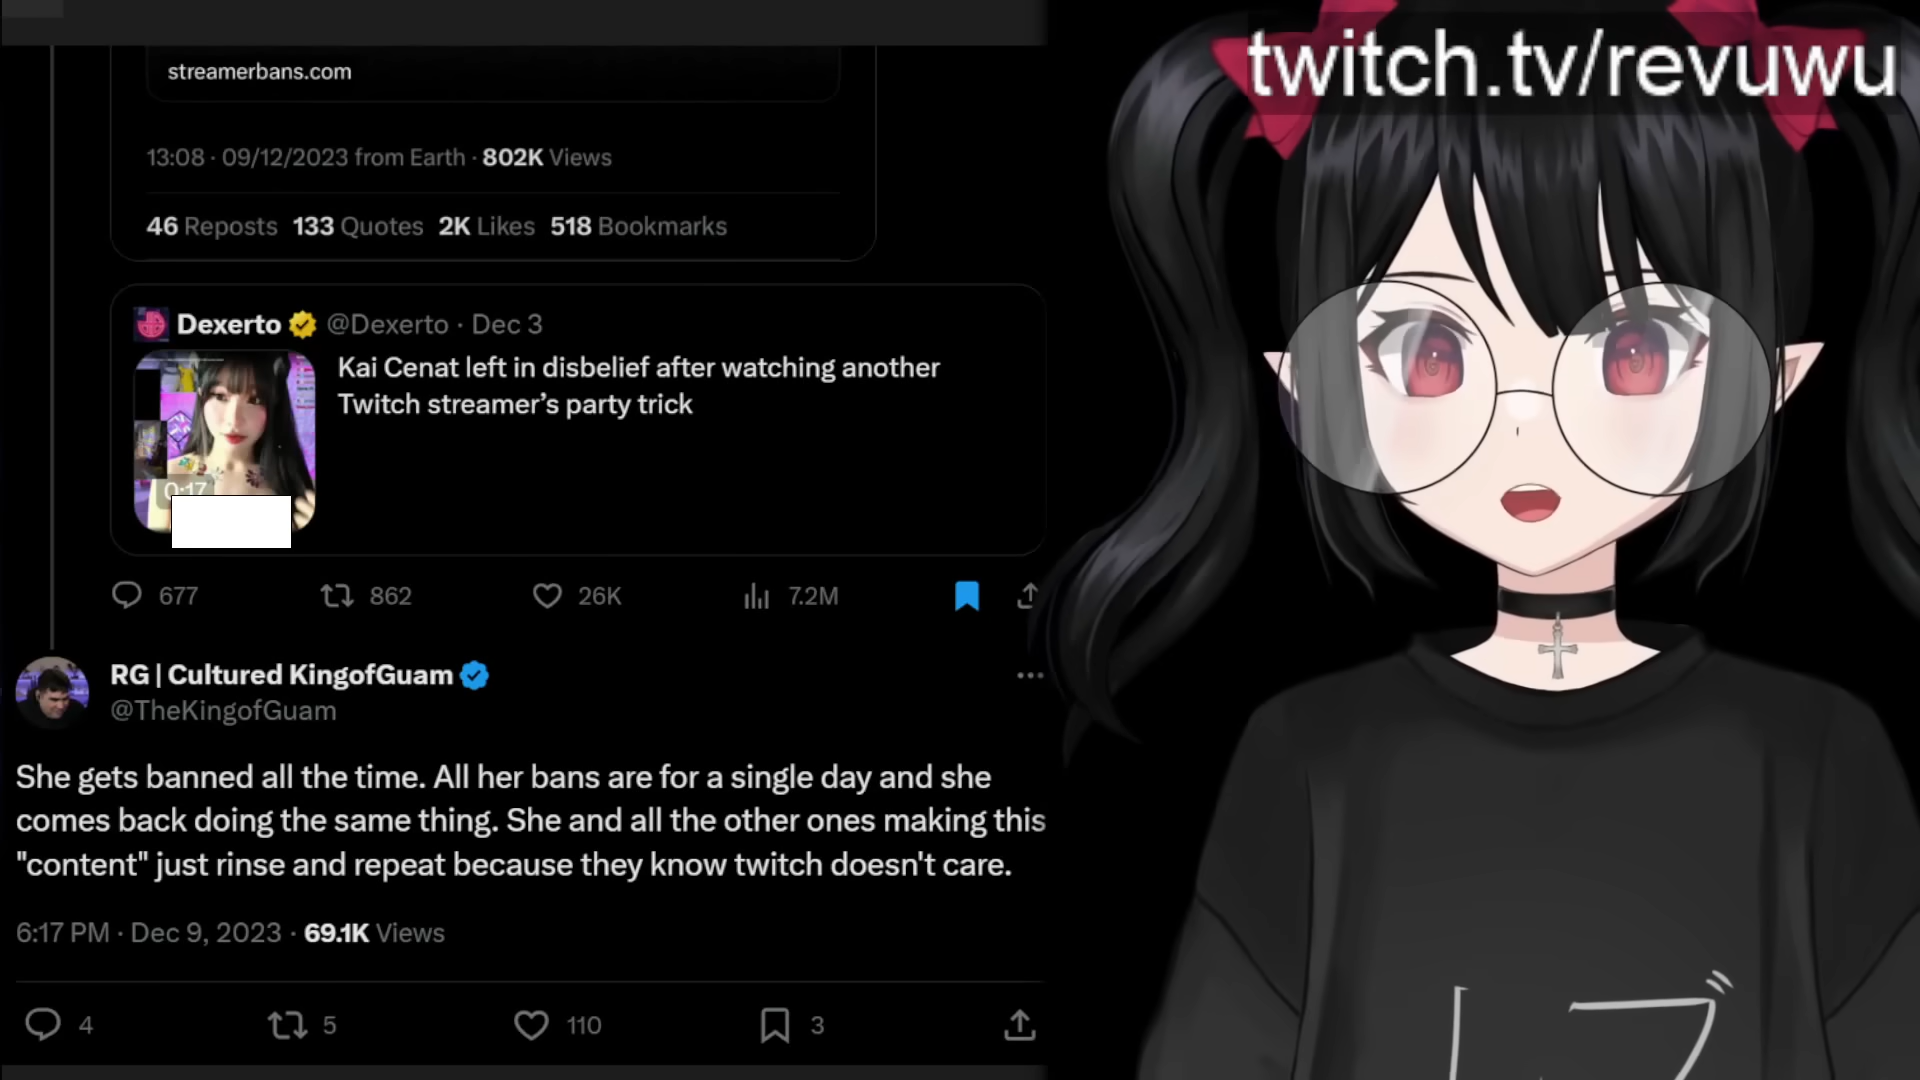 twitch.tv/revuwu
streamerbans.com
13:08 · 09/12/2023 from Earth · 802K Views
46 Reposts 133 Quotes 2K Likes 518 Bookmarks
Dexerto @Dexerto · Dec 3
Kai Cenat left in disbelief after watching another
Twitch streamer’s party trick
0:17
677 862 26K 7.2M
RG | Cultured KingofGuam
@TheKingofGuam
She gets banned all the time. All her bans are for a single day and she
comes back doing the same thing. She and all the other ones making this
"content" just rinse and repeat because they know twitch doesn't care.
6:17 PM · Dec 9, 2023 · 69.1K Views
4 5 110 3
レブ